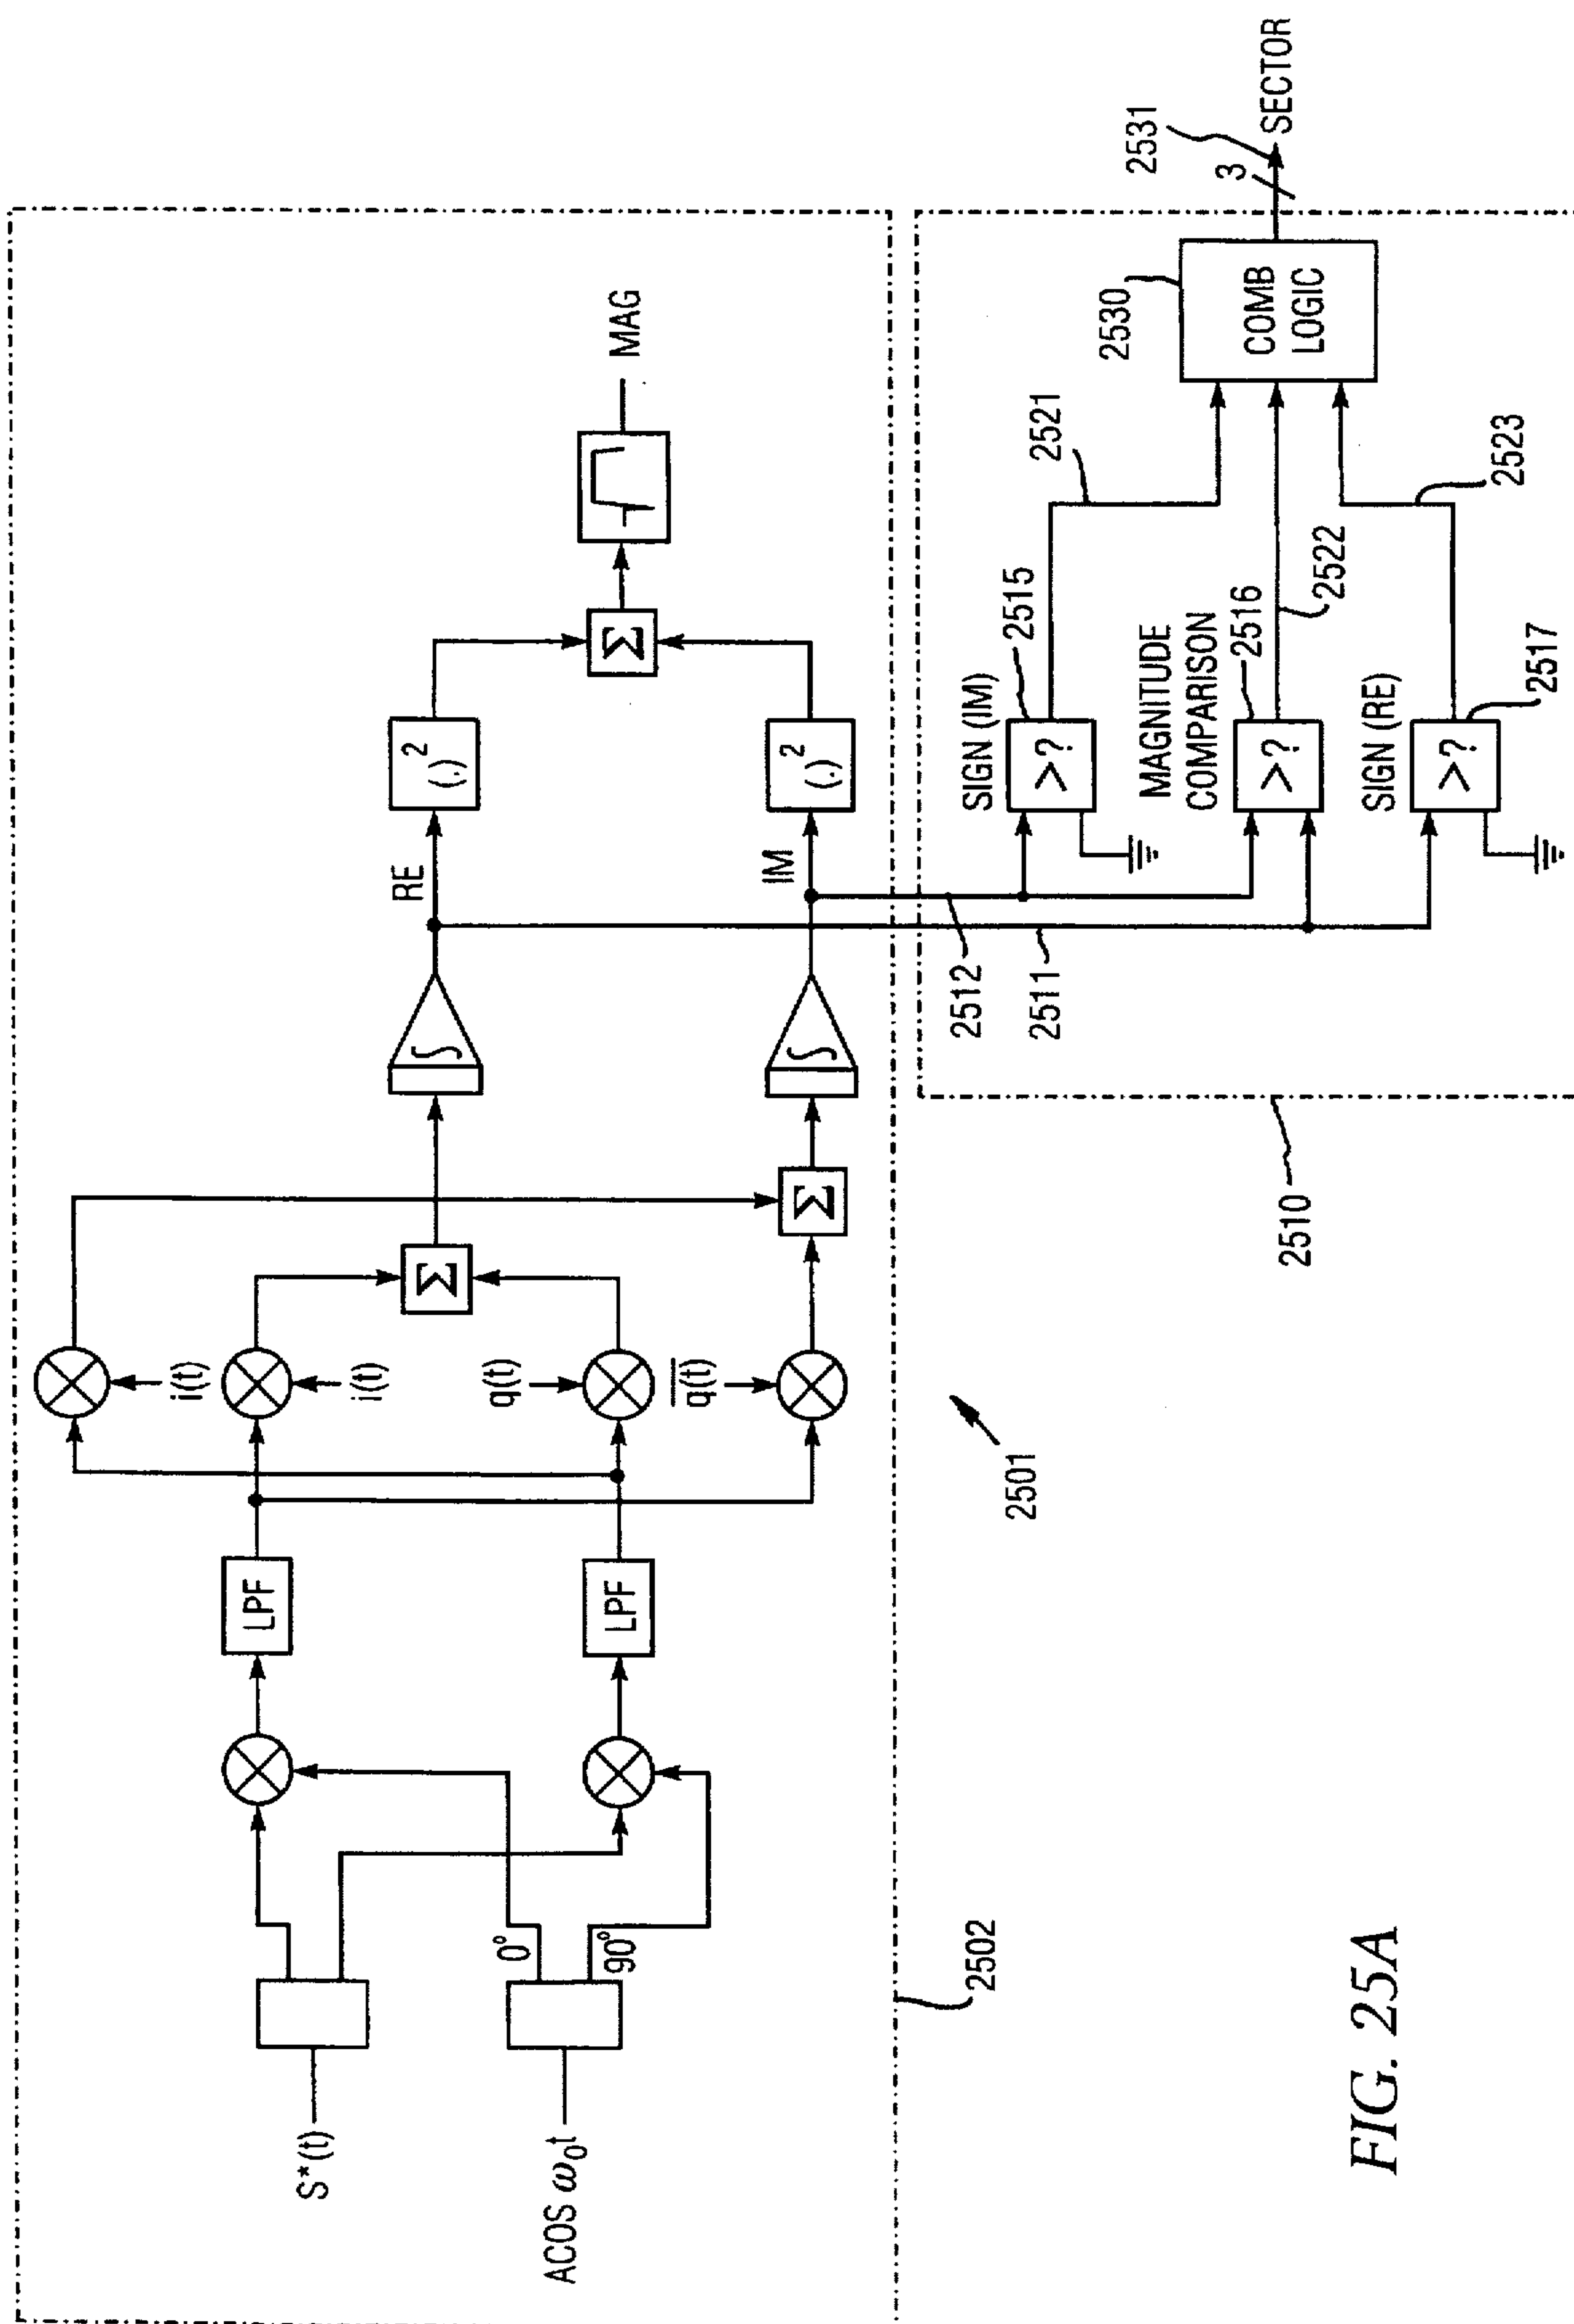 S*(t)
ACOS ω₀t
0°
90°
LPF
LPF
i(t)
i(t)
q(t)
q(t)
Σ
Σ
∫
∫
RE
IM
(.)²
(.)²
Σ
MAG
2501
2502
2510
2512
2511
SIGN (IM)
2515
>?
MAGNITUDE
COMPARISON
2516
>?
SIGN (RE)
2517
>?
2521
2522
2523
2530
COMB
LOGIC
2531
3
SECTOR
FIG. 25A